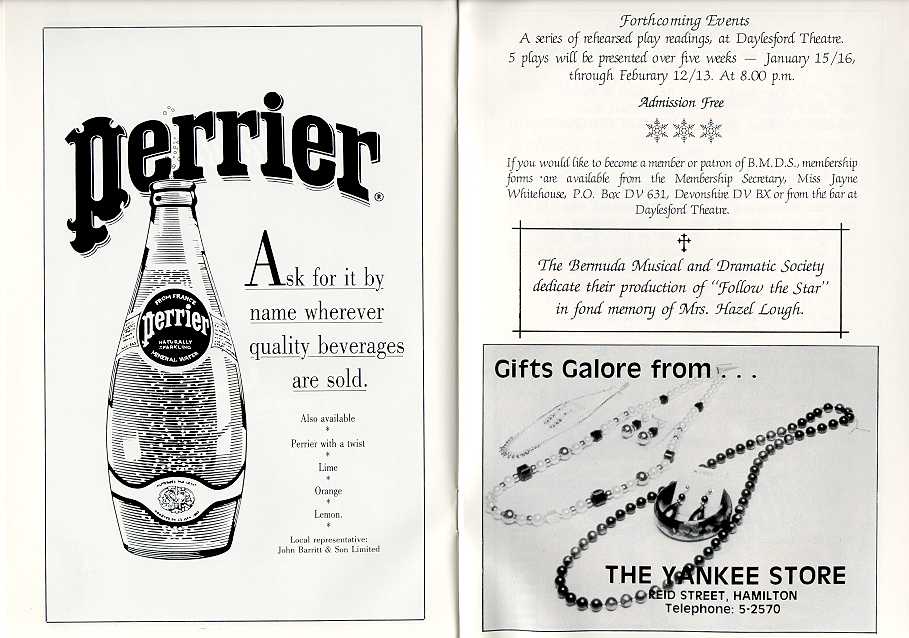 perrier®
FROM FRANCE
perrier
NATURALLY
SPARKLING
MINERAL WATER
Ask for it by
name wherever
quality beverages
are sold.
Also available
*
Perrier with a twist
*
Lime
*
Orange
*
Lemon.
*
Local representative:
John Barritt & Son Limited
Forthcoming Events
A series of rehearsed play readings, at Daylesford Theatre.
5 plays will be presented over five weeks — January 15/16,
through Feburary 12/13. At 8.00 p.m.
Admission Free
If you would like to become a member or patron of B.M.D.S., membership
forms are available from the Membership Secretary, Miss Jayne
Whitehouse, P.O. Box DV 631, Devonshire DV BX or from the bar at
Daylesford Theatre.
The Bermuda Musical and Dramatic Society
dedicate their production of "Follow the Star"
in fond memory of Mrs. Hazel Lough.
Gifts Galore from . . .
THE YANKEE STORE
REID STREET, HAMILTON
Telephone: 5-2570